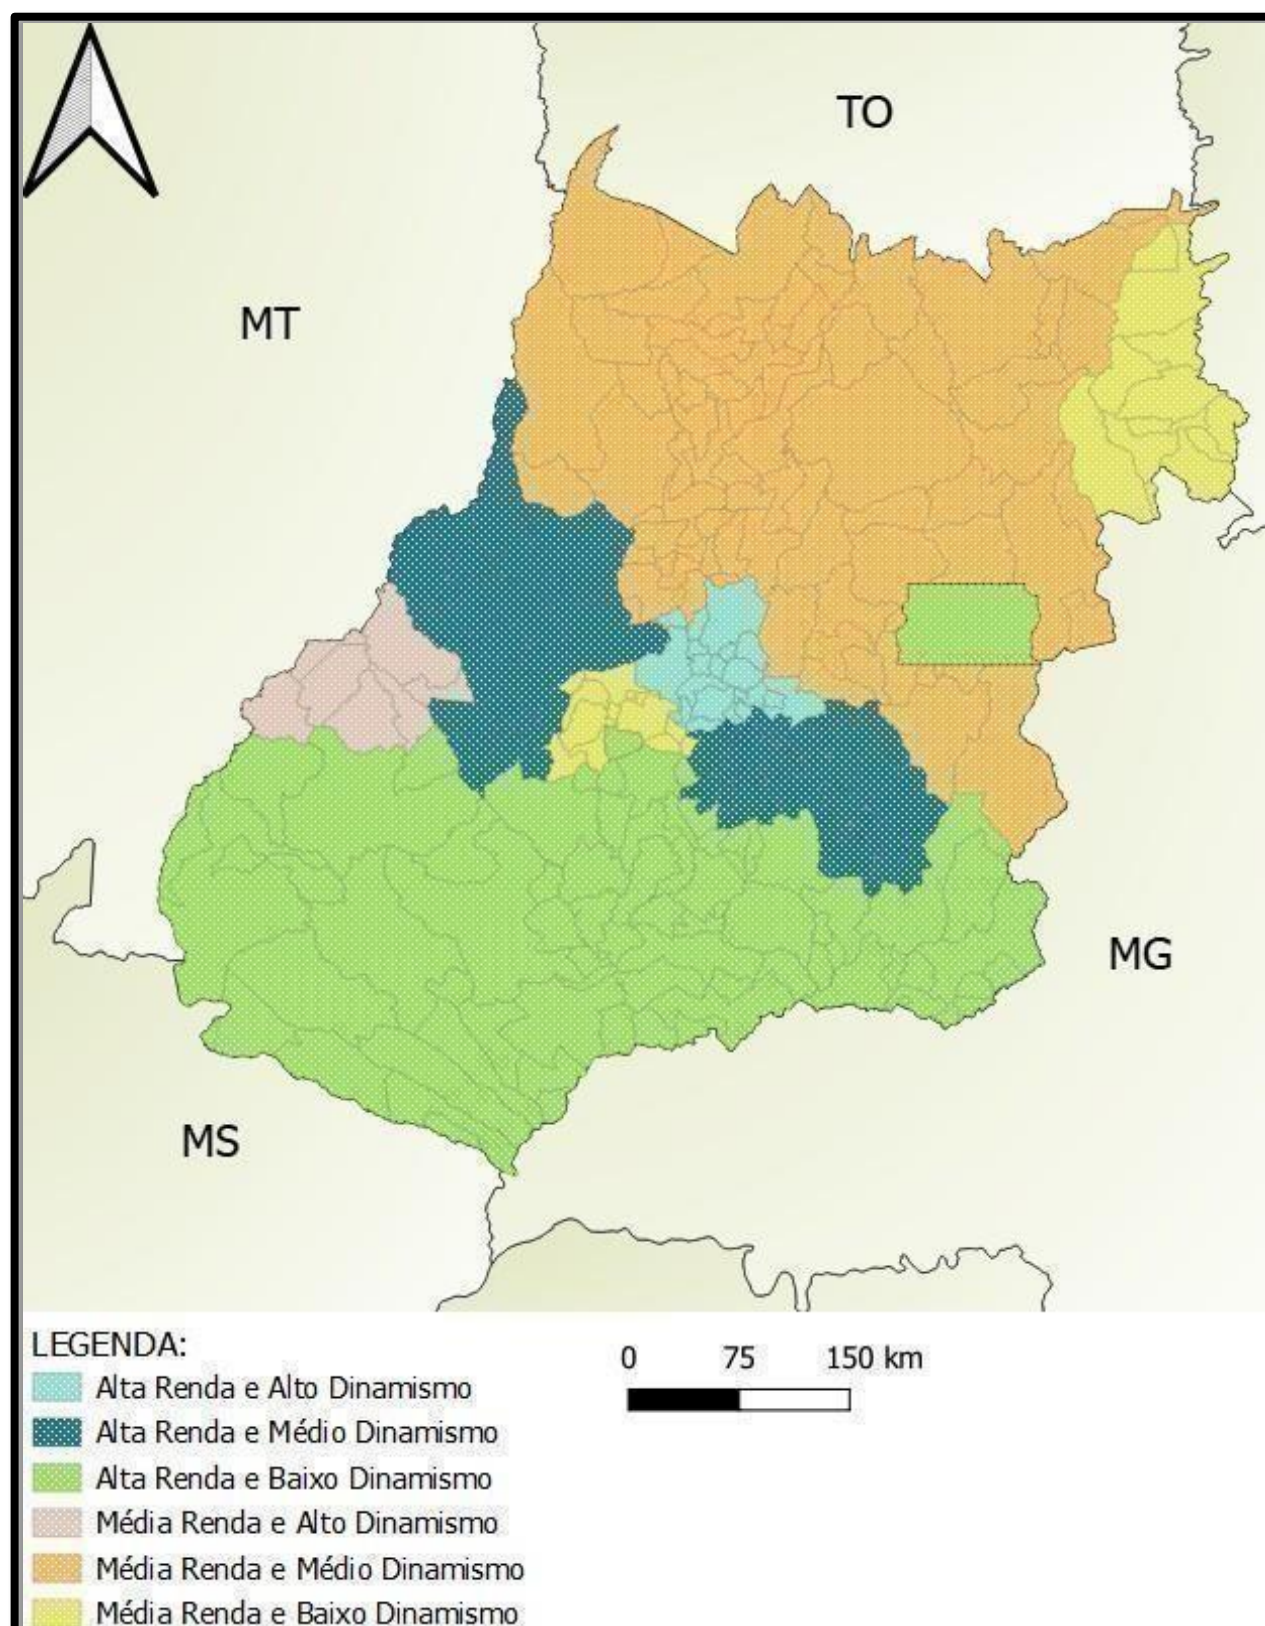 TO
MT
MG
MS
LEGENDA:
0 75 150 km
Alta Renda e Alto Dinamismo
Alta Renda e Médio Dinamismo
Alta Renda e Baixo Dinamismo
Média Renda e Alto Dinamismo
Média Renda e Médio Dinamismo
Média Renda e Baixo Dinamismo